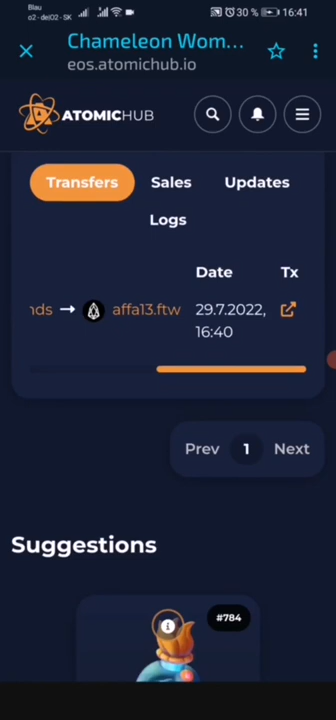 Blau
o2 - de|O2 - SK
30 %
16:41
Chameleon Wom...
eos.atomichub.io
ATOMICHUB
Transfers
Sales
Updates
Logs
Date
Tx
nds → affa13.ftw
29.7.2022,
16:40
Prev
1
Next
Suggestions
#784